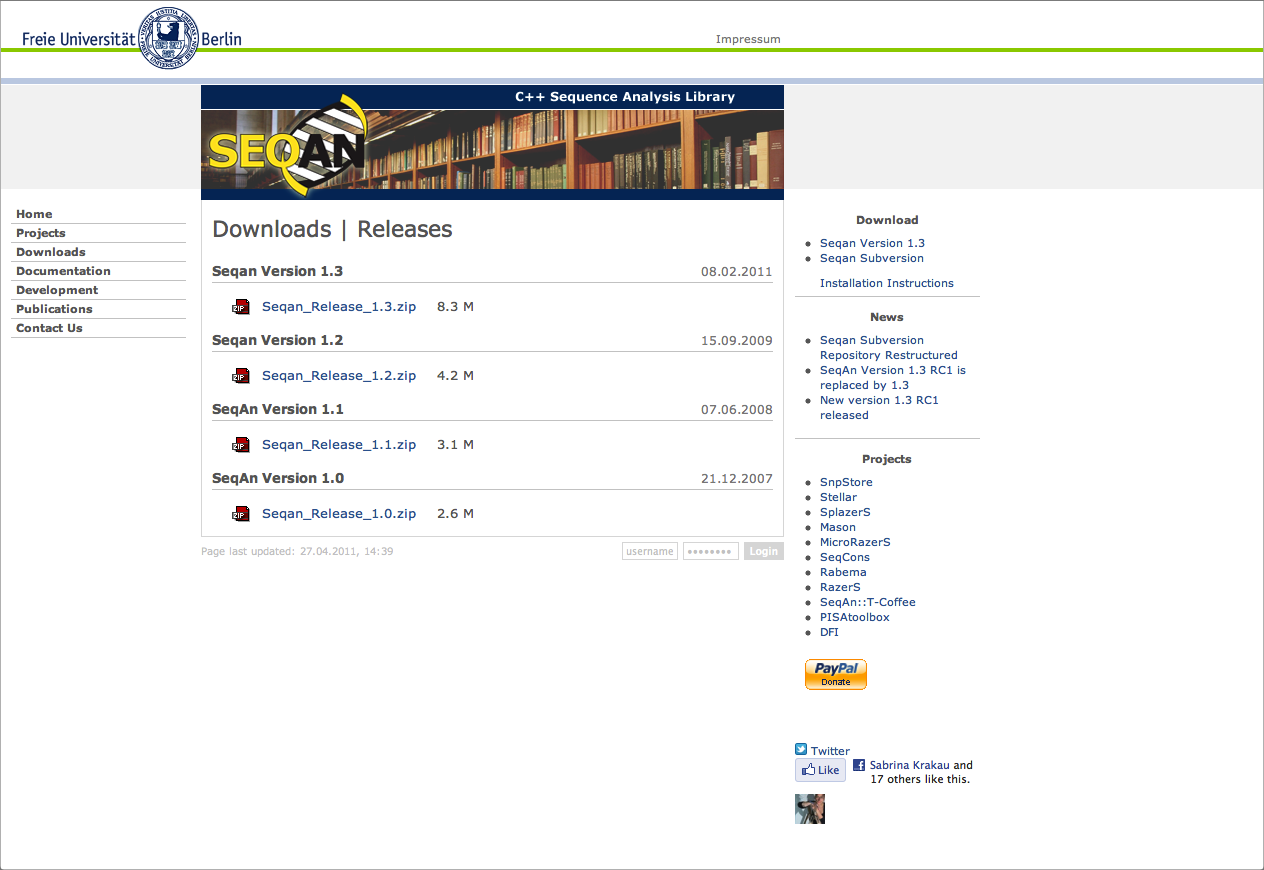 Freie Universität Berlin
Impressum
C++ Sequence Analysis Library
SEQAN
Home
Projects
Downloads
Documentation
Development
Publications
Contact Us
Downloads | Releases
Seqan Version 1.3 08.02.2011
ZIP Seqan_Release_1.3.zip 8.3 M
Seqan Version 1.2 15.09.2009
ZIP Seqan_Release_1.2.zip 4.2 M
SeqAn Version 1.1 07.06.2008
ZIP Seqan_Release_1.1.zip 3.1 M
SeqAn Version 1.0 21.12.2007
ZIP Seqan_Release_1.0.zip 2.6 M
Page last updated: 27.04.2011, 14:39
username •••••••• Login
Download
• Seqan Version 1.3
• Seqan Subversion
Installation Instructions
News
• Seqan Subversion
Repository Restructured
• SeqAn Version 1.3 RC1 is
replaced by 1.3
• New version 1.3 RC1
released
Projects
• SnpStore
• Stellar
• SplazerS
• Mason
• MicroRazerS
• SeqCons
• Rabema
• RazerS
• SeqAn::T-Coffee
• PISAtoolbox
• DFI
PayPal
Donate
Twitter
Like
Sabrina Krakau and
17 others like this.